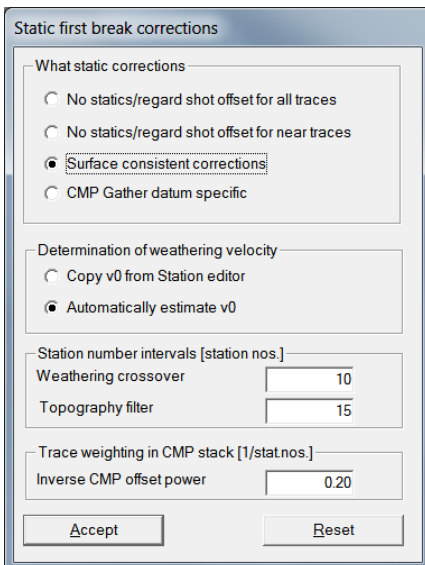 Static first break corrections
What static corrections
No statics/regard shot offset for all traces
No statics/regard shot offset for near traces
Surface consistent corrections
CMP Gather datum specific
Determination of weathering velocity
Copy v0 from Station editor
Automatically estimate v0
Station number intervals [station nos.]
Weathering crossover 10
Topography filter 15
Trace weighting in CMP stack [1/stat.nos.]
Inverse CMP offset power 0.20
Accept Reset